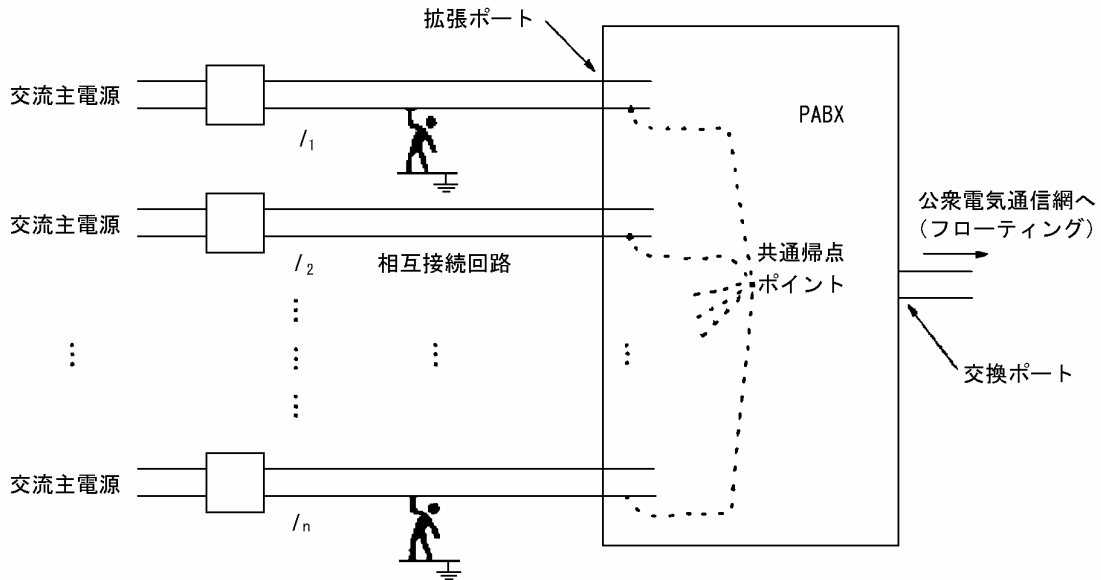 拡張ポート
交流主電源
PABX
I₁
交流主電源
公衆電気通信網へ
(フローティング)
I₂
相互接続回路
共通帰点
ポイント
交換ポート
交流主電源
Iₙ